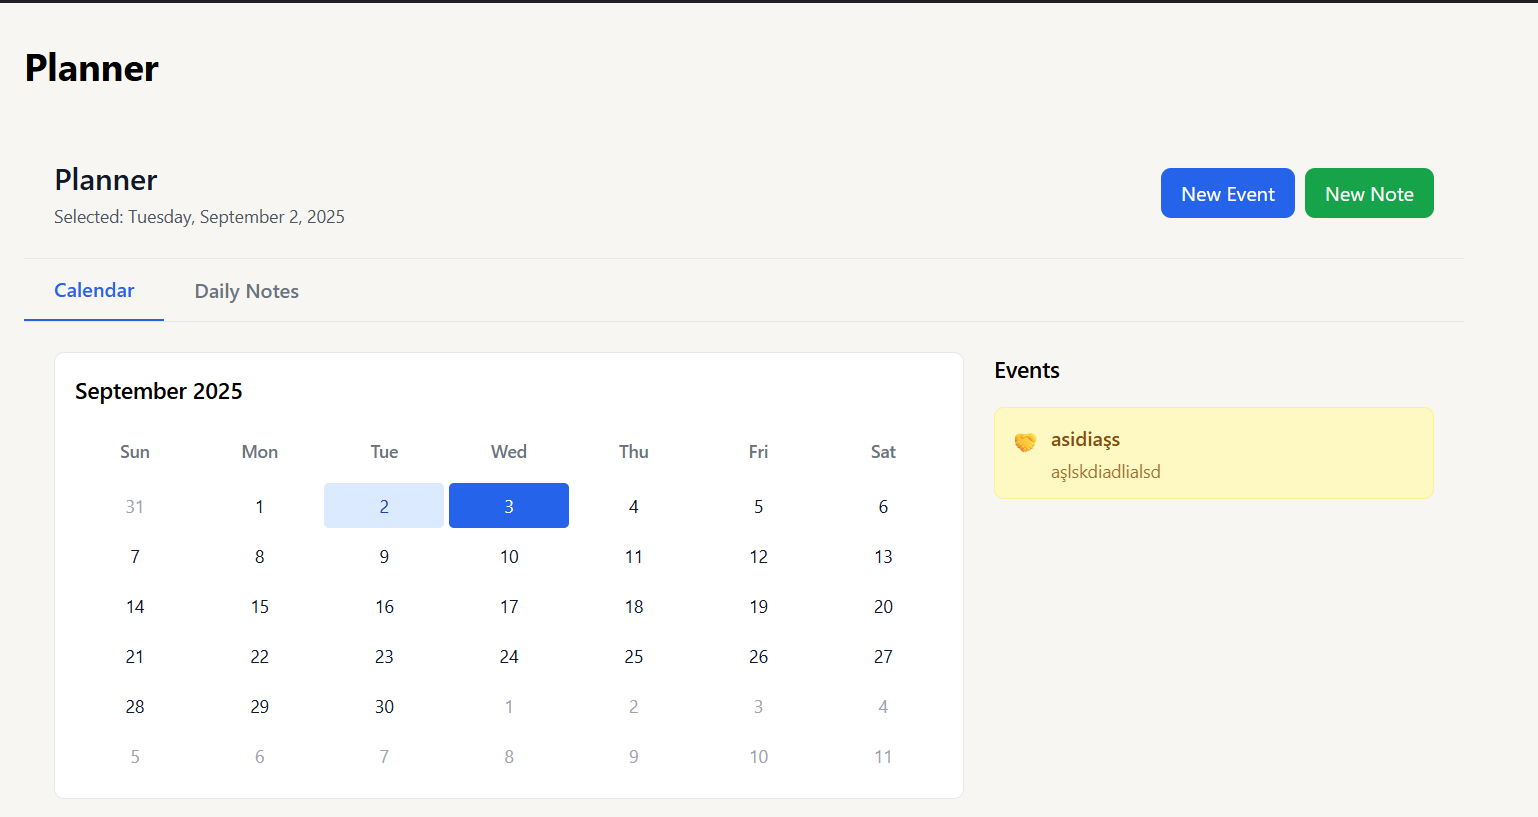 Planner
Planner
Selected: Tuesday, September 2, 2025
New Event
New Note
Calendar
Daily Notes
September 2025
Sun Mon Tue Wed Thu Fri Sat
31 1 2 3 4 5 6
7 8 9 10 11 12 13
14 15 16 17 18 19 20
21 22 23 24 25 26 27
28 29 30 1 2 3 4
5 6 7 8 9 10 11
Events
asidiaşs
aşlskdiadlialsd